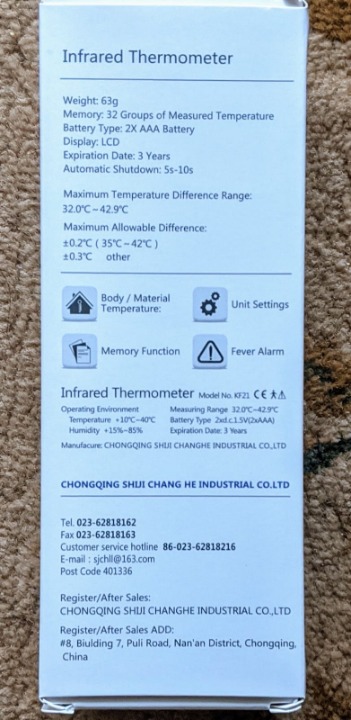 Infrared Thermometer
Weight: 63g
Memory: 32 Groups of Measured Temperature
Battery Type: 2X AAA Battery
Display: LCD
Expiration Date: 3 Years
Automatic Shutdown: 5s-10s
Maximum Temperature Difference Range:
32.0℃~42.9℃
Maximum Allowable Difference:
±0.2℃ ( 35℃~42℃ )
±0.3℃ other
Body / Material
Temperature:
Unit Settings
Memory Function
Fever Alarm
Infrared Thermometer Model No. KF21 CE
Operating Environment
Temperature +10℃~40℃
Humidity +15%~85%
Measuring Range 32.0℃~42.9℃
Battery Type 2xd.c.1.5V(2xAAA)
Expiration Date: 3 Years
Manufacure: CHONGQING SHIJI CHANGHE INDUSTRIAL CO.,LTD
CHONGQING SHIJI CHANG HE INDUSTRIAL CO.LTD
Tel. 023-62818162
Fax 023-62818163
Customer service hotline 86-023-62818216
E-mail : sjchll@163.com
Post Code 401336
Register/After Sales:
CHONGQING SHIJI CHANGHE INDUSTRIAL CO.,LTD
Register/After Sales ADD:
#8, Biulding 7, Puli Road, Nan'an District, Chongqing,
China